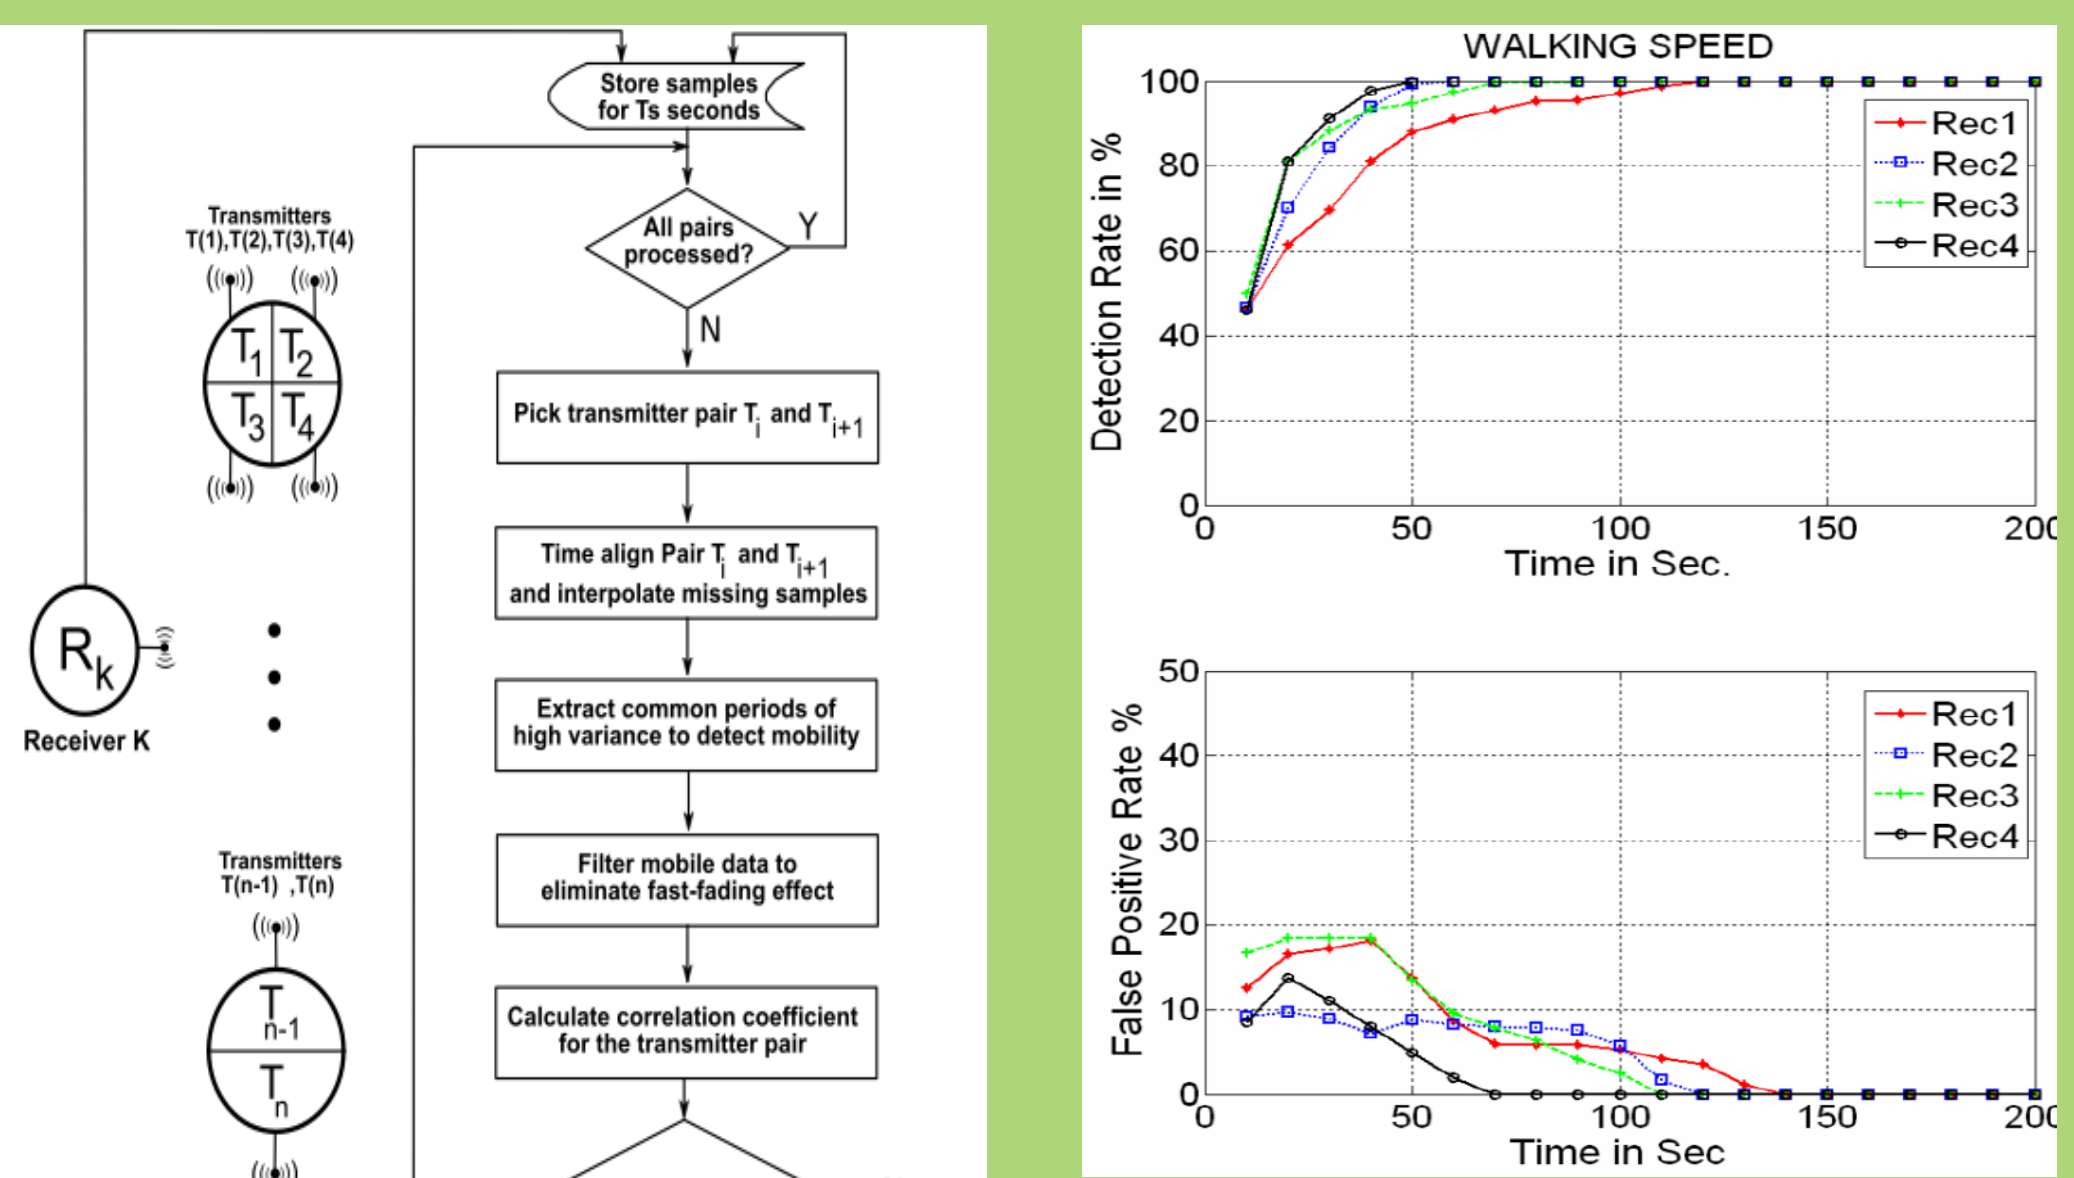 Store samples
for Ts seconds
All pairs
processed?
Y
N
Transmitters
T(1),T(2),T(3),T(4)
T1 T2
T3 T4
Pick transmitter pair Ti and Ti+1
Time align Pair Ti and Ti+1
and interpolate missing samples
Rk
Receiver K
Extract common periods of
high variance to detect mobility
Filter mobile data to
eliminate fast-fading effect
Transmitters
T(n-1) ,T(n)
Tn-1
Tn
Calculate correlation coefficient
for the transmitter pair
WALKING SPEED
Detection Rate in %
100
80
60
40
20
0
0 50 100 150 200
Time in Sec.
Rec1
Rec2
Rec3
Rec4
False Positive Rate %
50
40
30
20
10
0
0 50 100 150 200
Time in Sec
Rec1
Rec2
Rec3
Rec4